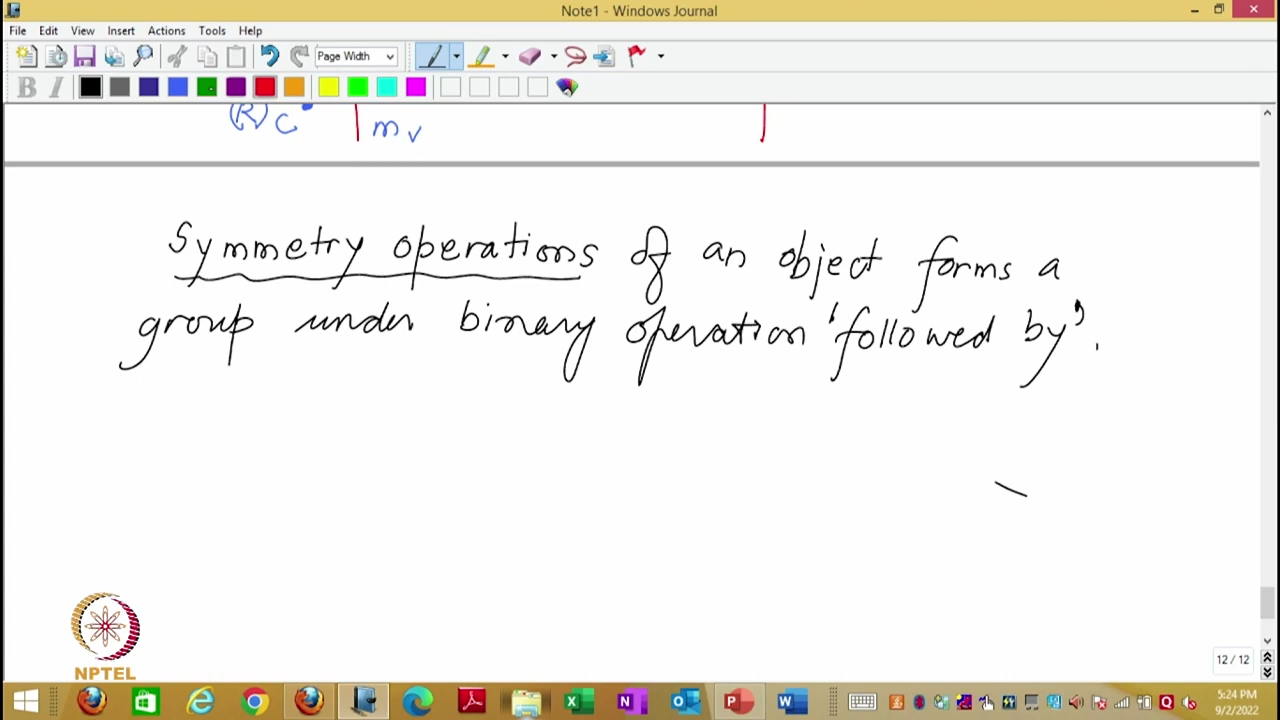 Note1 - Windows Journal
File Edit View Insert Actions Tools Help
Page Width
B I
(R) C m v
Symmetry operations of an object forms a
group under binary operation 'followed by'.
12 / 12
NPTEL
5:24 PM
9/2/2022